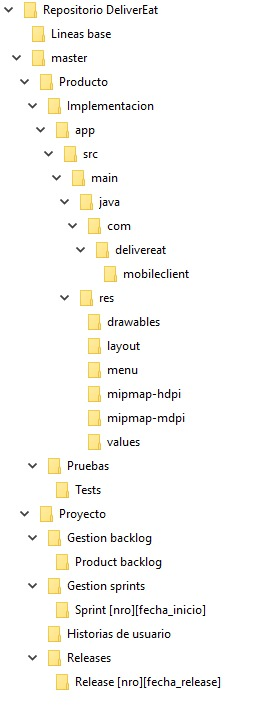 Repositorio DeliverEat
Lineas base
master
Producto
Implementacion
app
src
main
java
com
delivereat
mobileclient
res
drawables
layout
menu
mipmap-hdpi
mipmap-mdpi
values
Pruebas
Tests
Proyecto
Gestion backlog
Product backlog
Gestion sprints
Sprint [nro][fecha_inicio]
Historias de usuario
Releases
Release [nro][fecha_release]